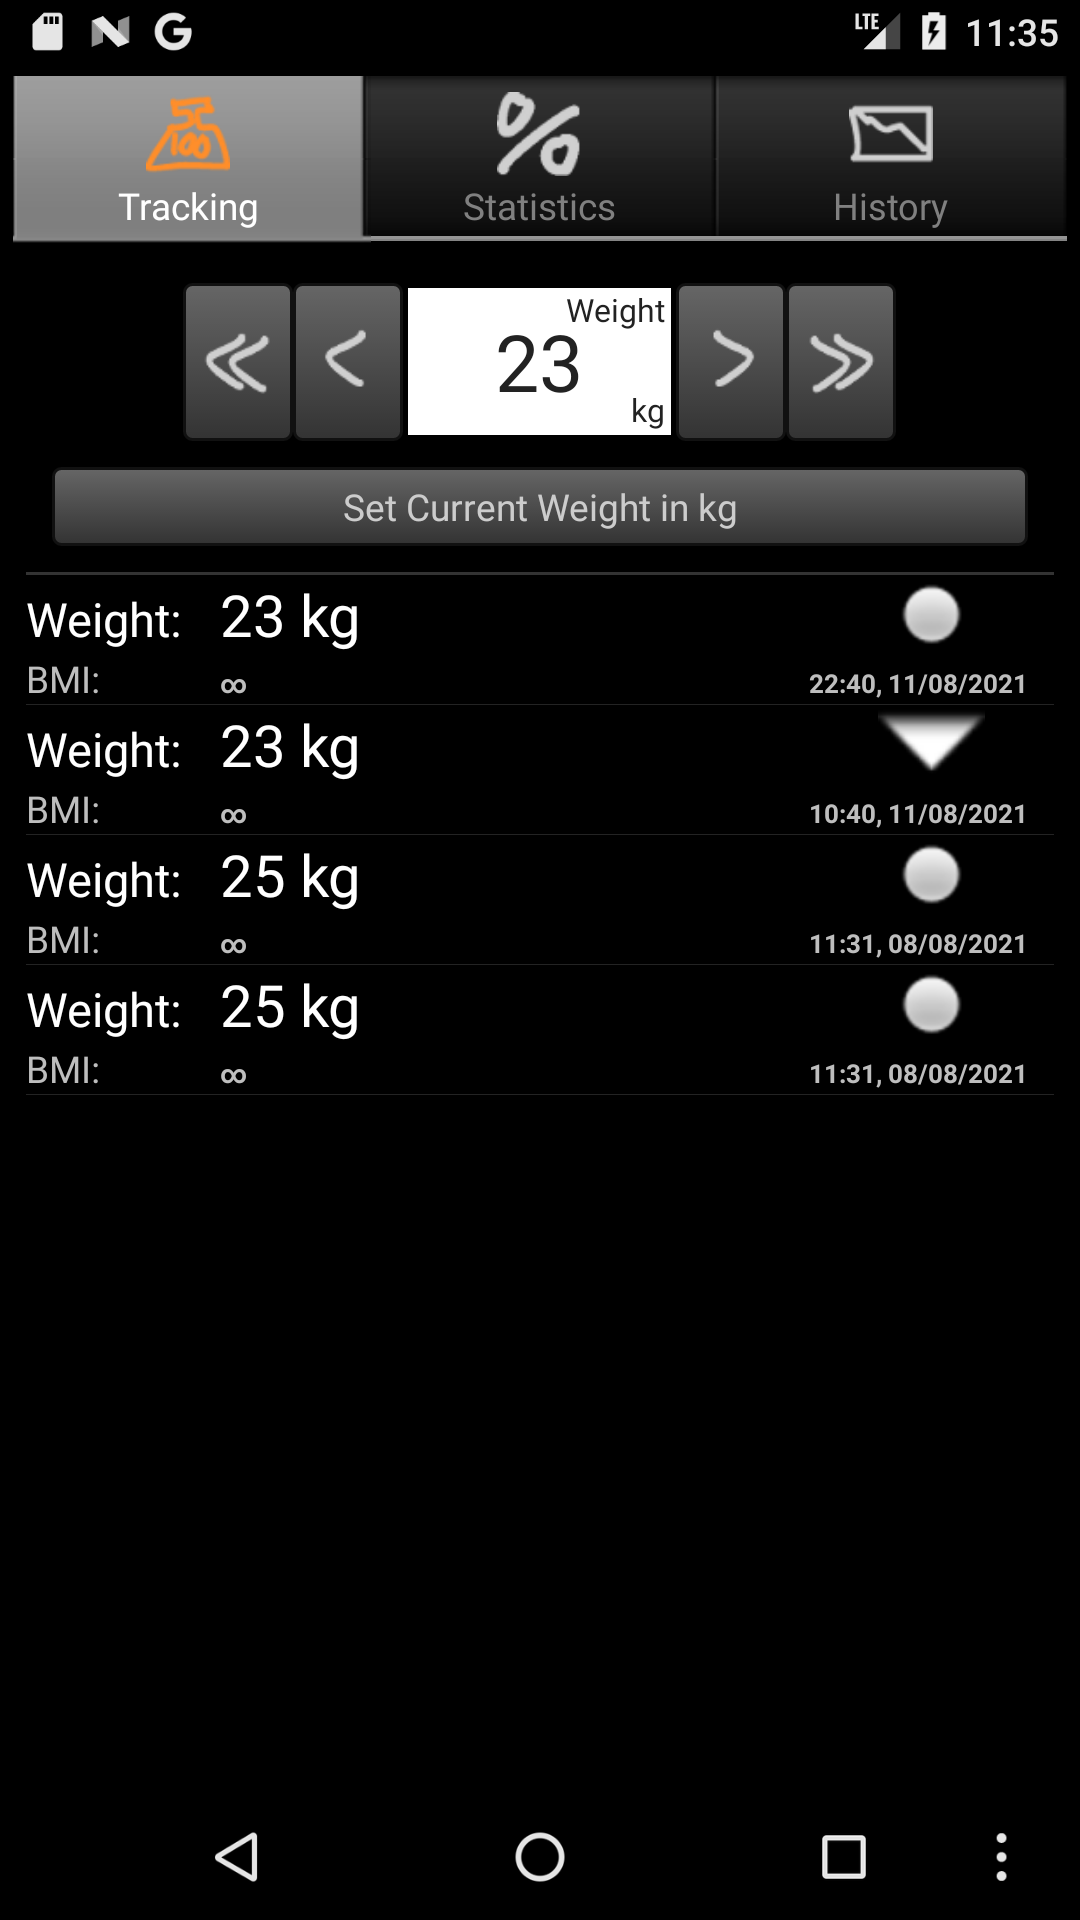 LTE 11:35
100
Tracking Statistics History
Weight
23
kg
Set Current Weight in kg
Weight: 23 kg
BMI: ∞ 22:40, 11/08/2021
Weight: 23 kg
BMI: ∞ 10:40, 11/08/2021
Weight: 25 kg
BMI: ∞ 11:31, 08/08/2021
Weight: 25 kg
BMI: ∞ 11:31, 08/08/2021